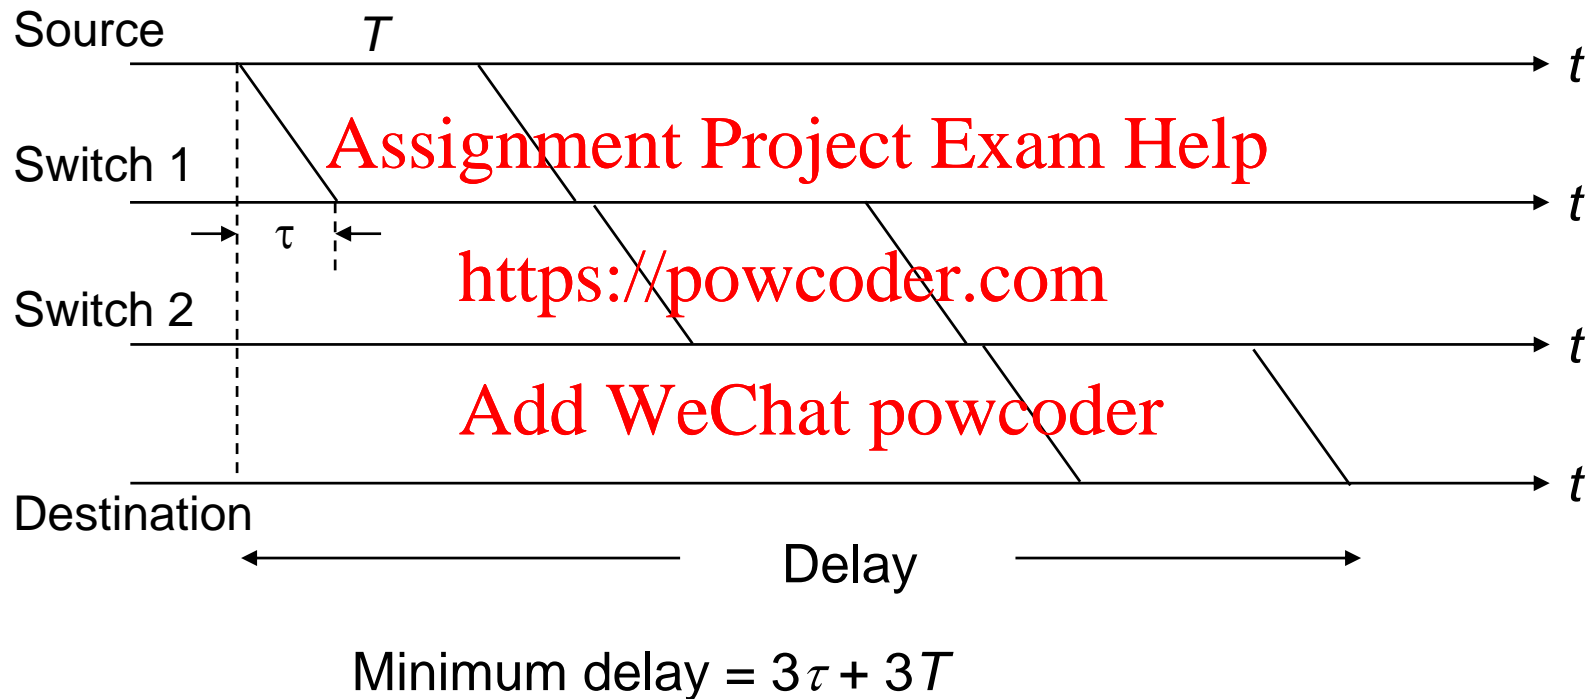 Source
T
t
Assignment Project Exam Help
Switch 1
t
τ
https://powcoder.com
Switch 2
t
Add WeChat powcoder
t
Destination
Delay
Minimum delay = 3τ + 3T